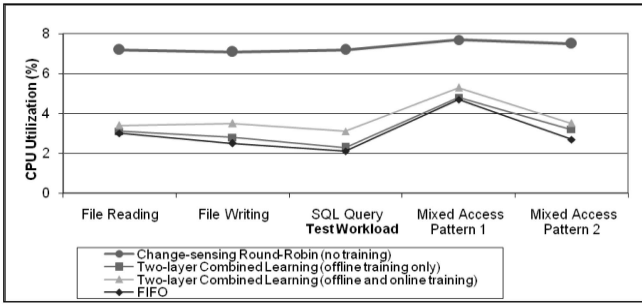 CPU Utilization (%)
8
6
4
2
0
File Reading
File Writing
SQL Query
Mixed Access
Pattern 1
Mixed Access
Pattern 2
Test Workload
Change-sensing Round-Robin (no training)
Two-layer Combined Learning (offline training only)
Two-layer Combined Learning (offline and online training)
FIFO